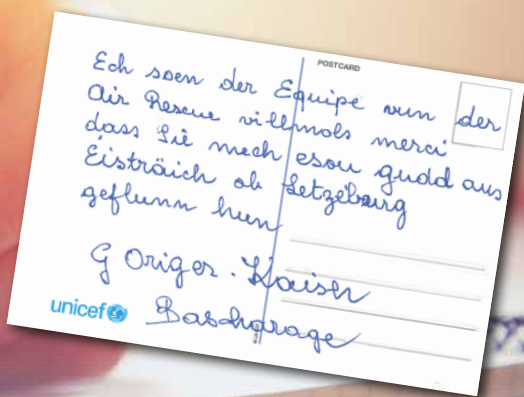 POSTCARD
Ech soen der Equipe vun der
Air Rescue villmols merci
dass Sie mech esou gudd aus
Eisträich ob Letzëburg
geflunn hun
G Origer-Kaiser
Bascharage
unicef